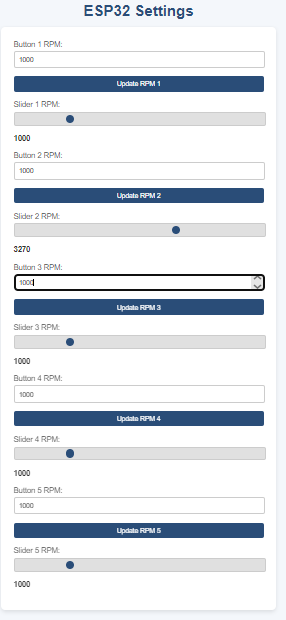 ESP32 Settings
Button 1 RPM:
1000
Update RPM 1
Slider 1 RPM:
1000
Button 2 RPM:
1000
Update RPM 2
Slider 2 RPM:
3270
Button 3 RPM:
1000
Update RPM 3
Slider 3 RPM:
1000
Button 4 RPM:
1000
Update RPM 4
Slider 4 RPM:
1000
Button 5 RPM:
1000
Update RPM 5
Slider 5 RPM:
1000